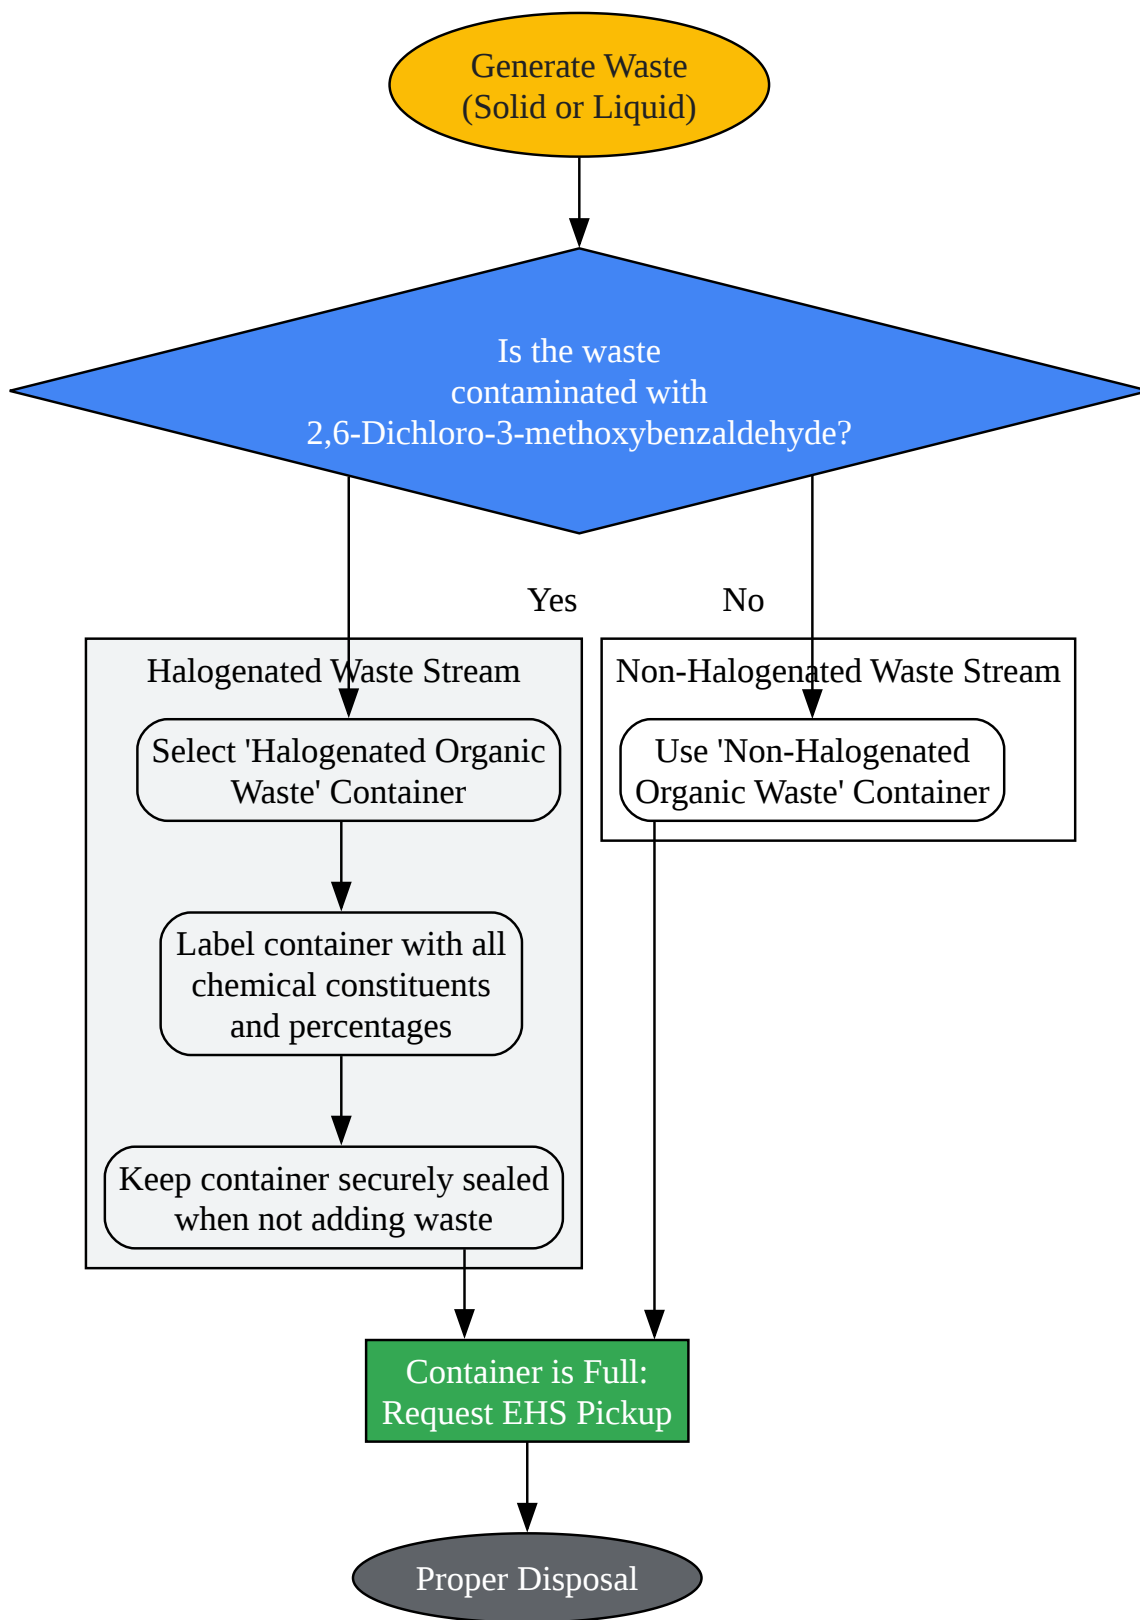 Generate Waste
(Solid or Liquid)
Is the waste
contaminated with
2,6-Dichloro-3-methoxybenzaldehyde?
Yes
No
Halogenated Waste Stream
Non-Halogenated Waste Stream
Select 'Halogenated Organic
Waste' Container
Use 'Non-Halogenated
Organic Waste' Container
Label container with all
chemical constituents
and percentages
Keep container securely sealed
when not adding waste
Container is Full:
Request EHS Pickup
Proper Disposal